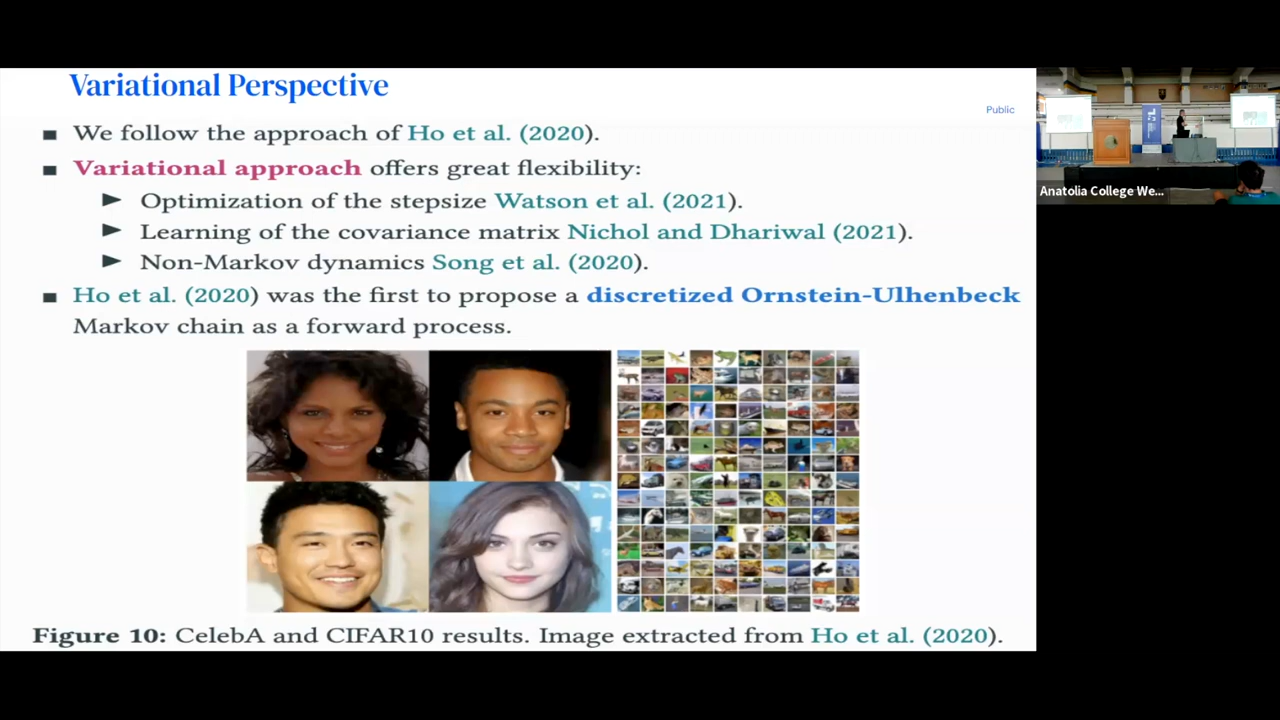 Variational Perspective
Public
■ We follow the approach of Ho et al. (2020).
■ Variational approach offers great flexibility:
► Optimization of the stepsize Watson et al. (2021).
► Learning of the covariance matrix Nichol and Dhariwal (2021).
► Non-Markov dynamics Song et al. (2020).
■ Ho et al. (2020) was the first to propose a discretized Ornstein-Ulhenbeck
Markov chain as a forward process.
Figure 10: CelebA and CIFAR10 results. Image extracted from Ho et al. (2020).
Anatolia College We...